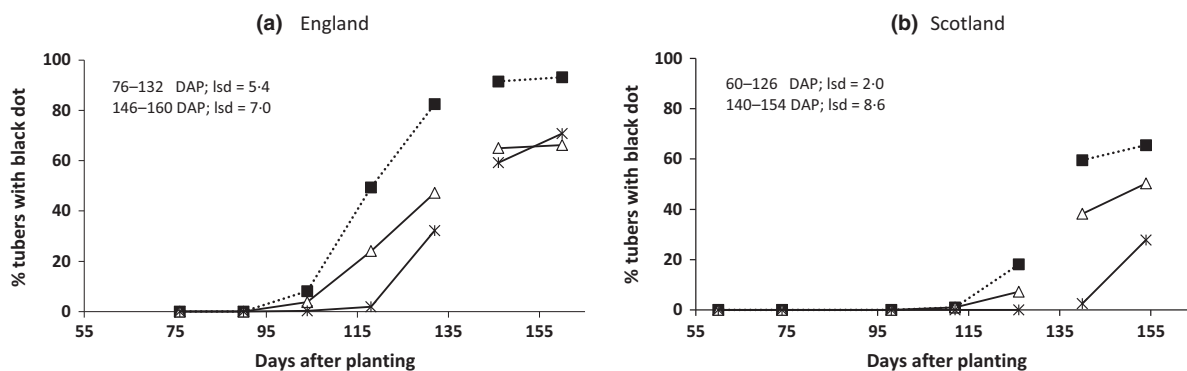 (a) England
% tubers with black dot
100
80
60
40
20
0
76–132 DAP; lsd = 5·4
146–160 DAP; lsd = 7·0
55 75 95 115 135 155
Days after planting
(b) Scotland
% tubers with black dot
100
80
60
40
20
0
60–126 DAP; lsd = 2·0
140–154 DAP; lsd = 8·6
55 75 95 115 135 155
Days after planting